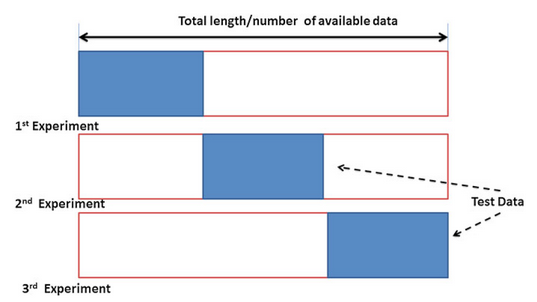 Total length/number of available data
1st Experiment
2nd Experiment
Test Data
3rd Experiment